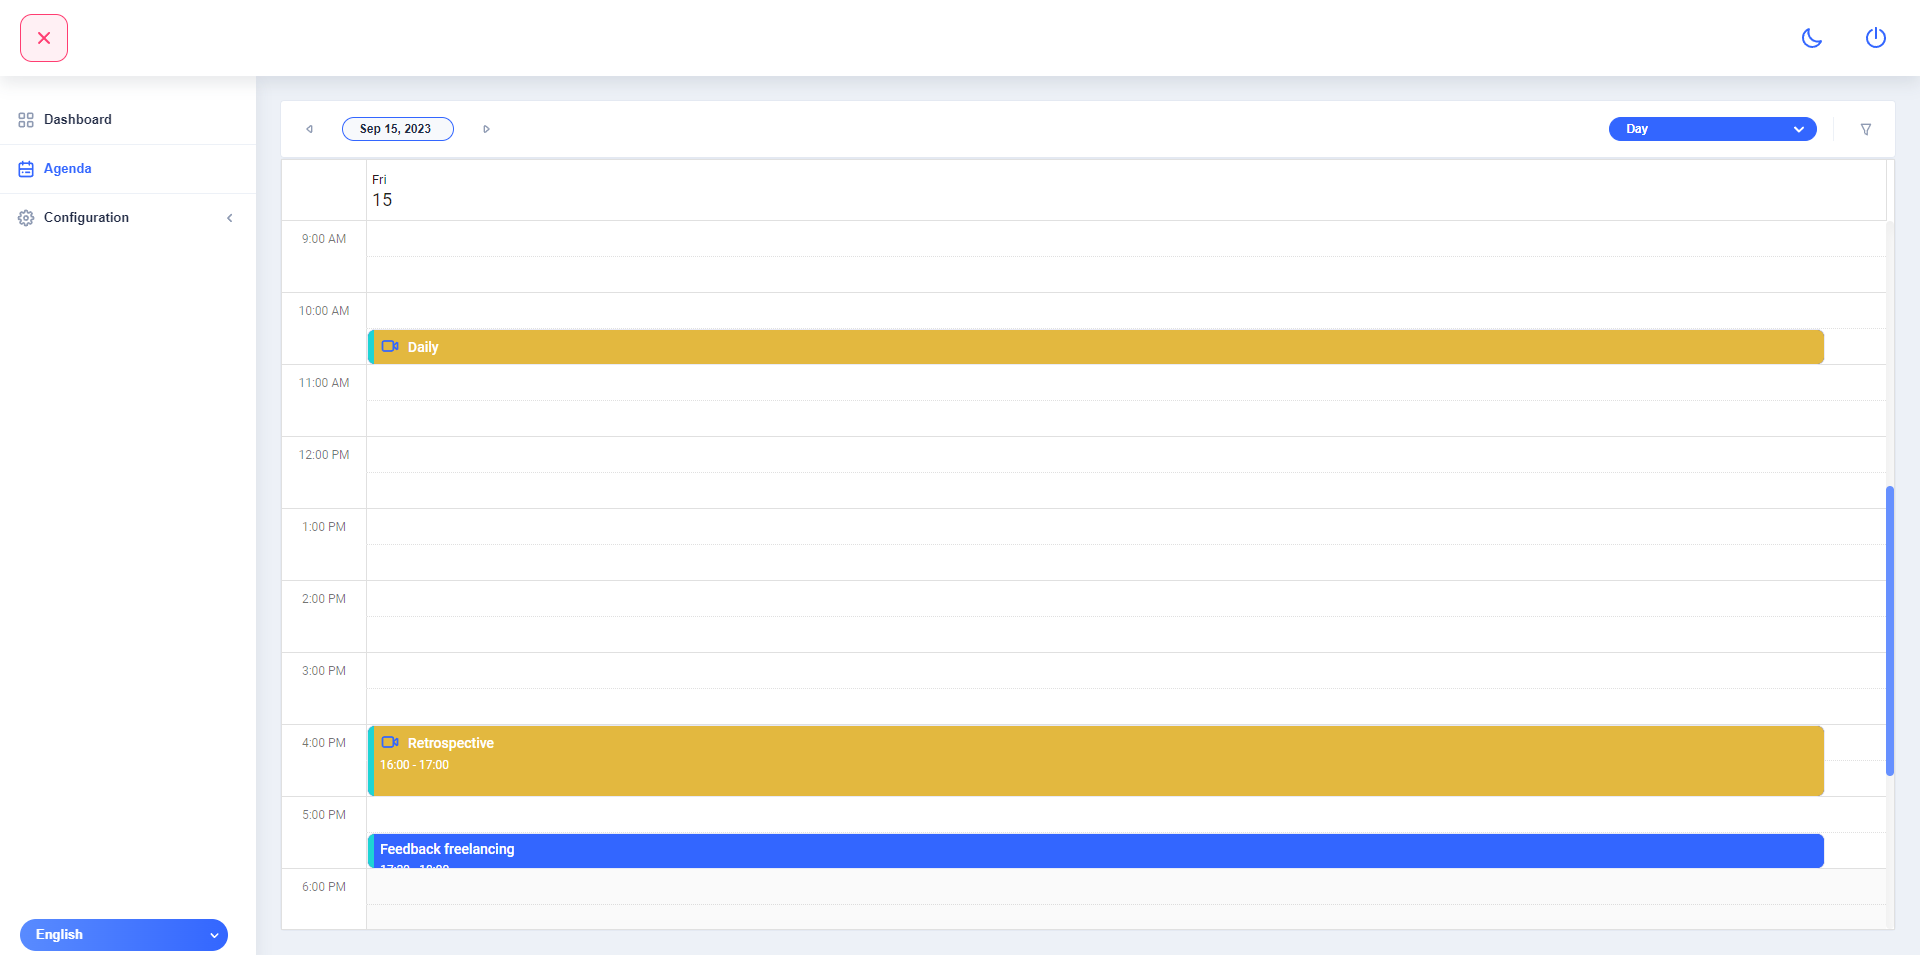 Dashboard
Agenda
Configuration
English
Sep 15, 2023
Day
Fri
15
9:00 AM
10:00 AM
Daily
11:00 AM
12:00 PM
1:00 PM
2:00 PM
3:00 PM
4:00 PM
Retrospective
16:00 - 17:00
5:00 PM
Feedback freelancing
6:00 PM